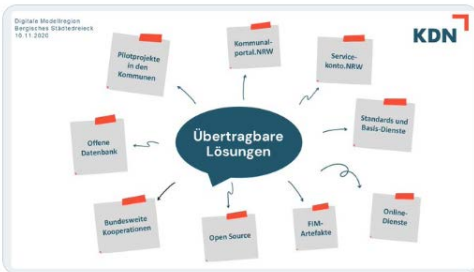 Digitale Modellregion
Bergisches Städtedreieck
10.11.2020
KDN
Pilotprojekte
in den
Kommunen
Kommunal-
portal.NRW
Service-
konto.NRW
Offene
Datenbank
Übertragbare
Lösungen
Standards und
Basis-Dienste
Bundesweite
Kooperationen
Open Source
FIM-
Artefakte
Online-
Dienste